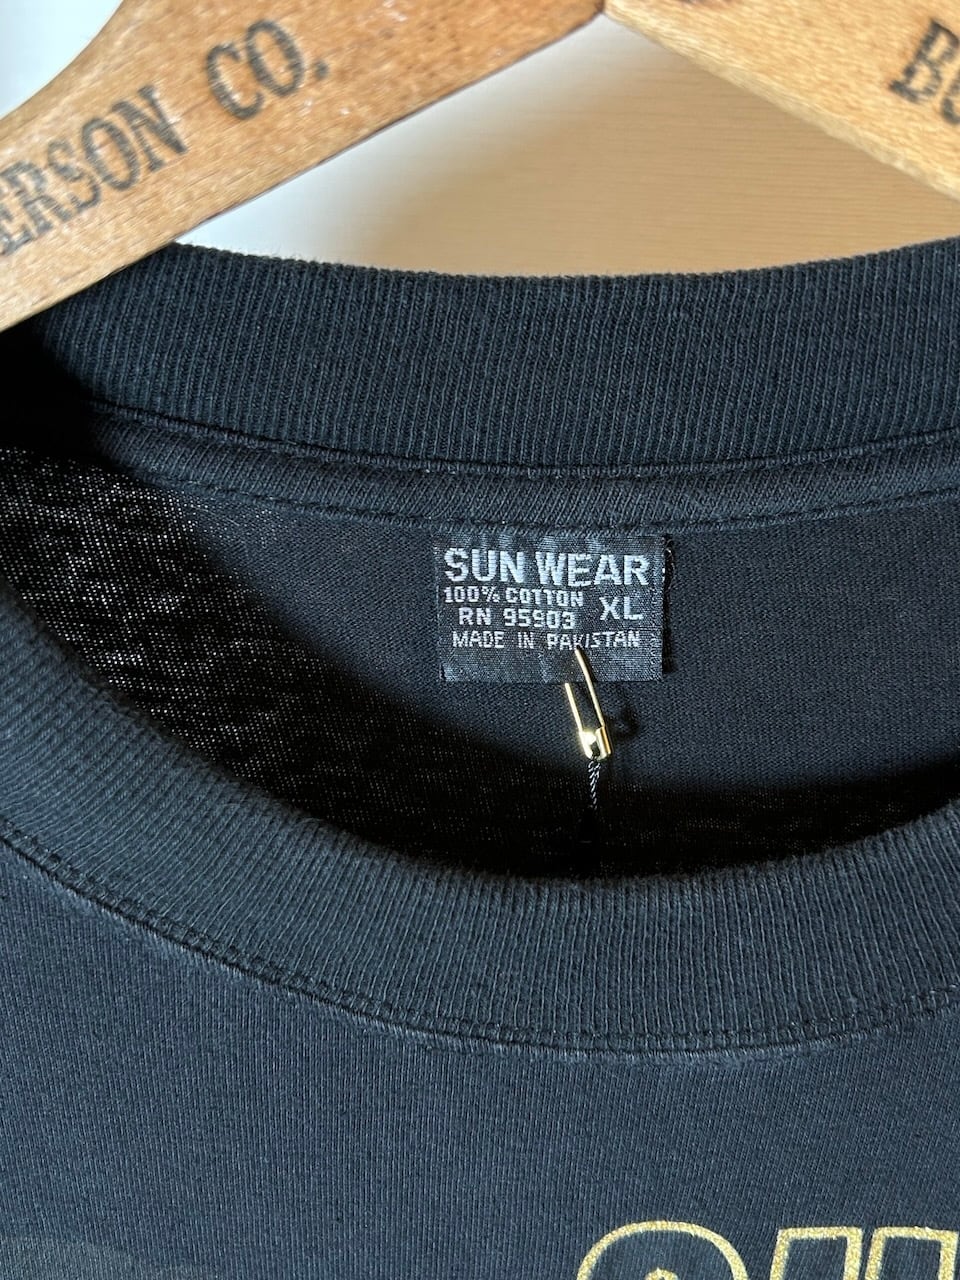 ERSON CO.
SUN WEAR
100% COTTON XL
RN 95903
MADE IN PAKISTAN